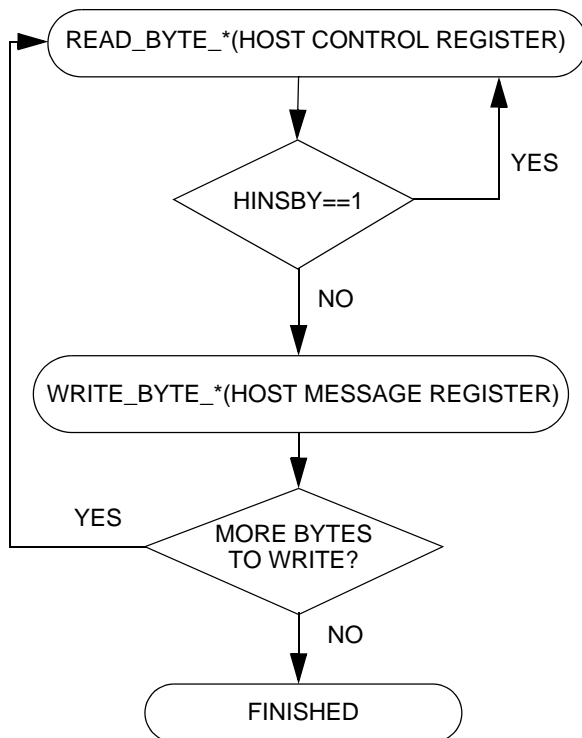 READ_BYTE_*(HOST CONTROL REGISTER)
YES
HINSBY==1
NO
WRITE_BYTE_*(HOST MESSAGE REGISTER)
YES
MORE BYTES
TO WRITE?
NO
FINISHED